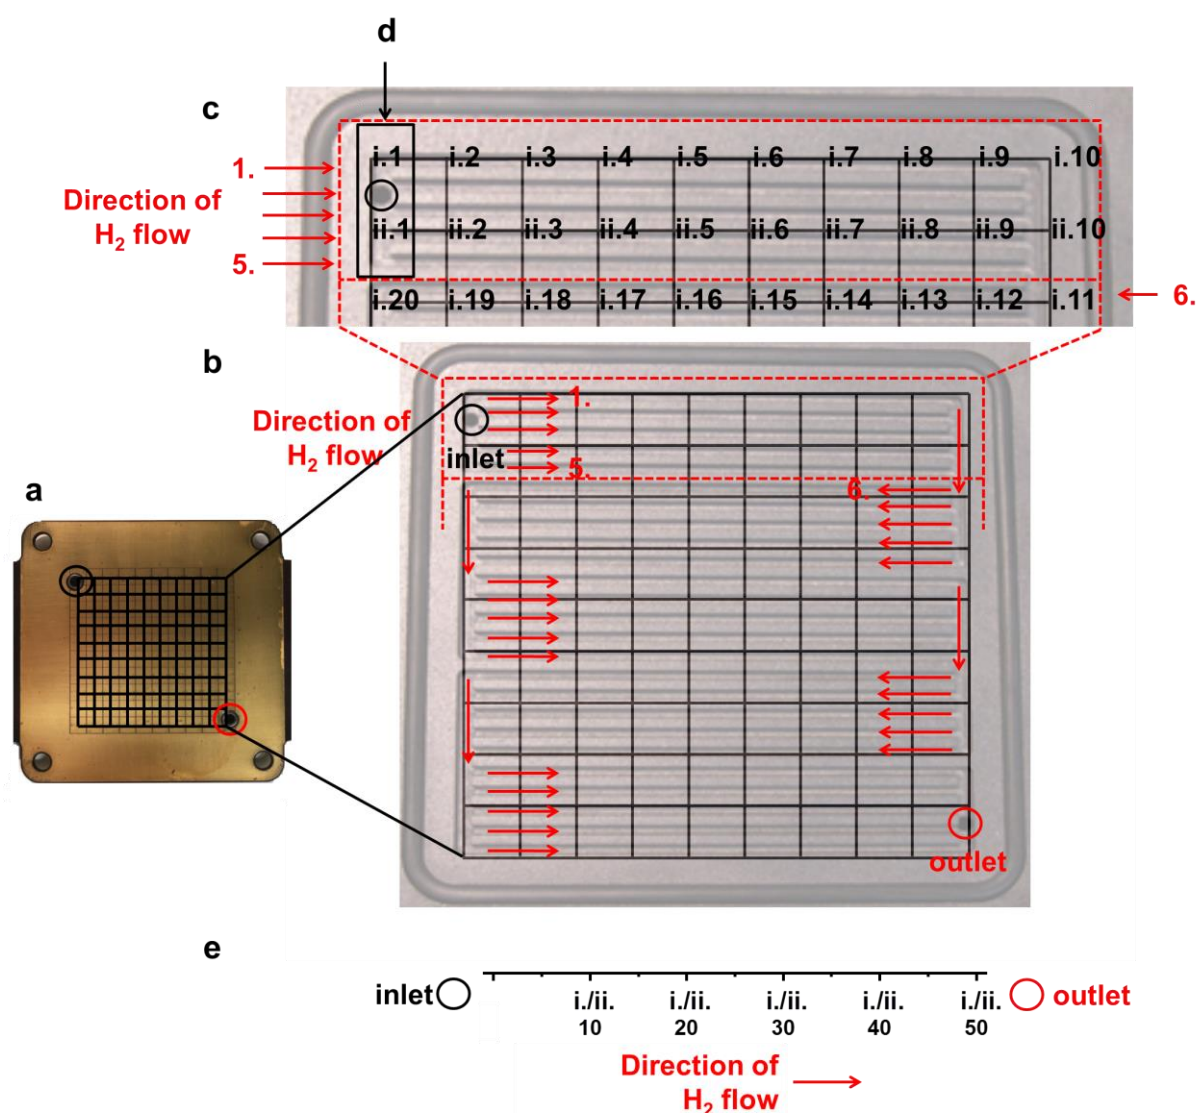 d
c
i.1 i.2 i.3 i.4 i.5 i.6 i.7 i.8 i.9 i.10
1.
Direction of
H₂ flow
ii.1 ii.2 ii.3 ii.4 ii.5 ii.6 ii.7 ii.8 ii.9 ii.10
5.
i.20 i.19 i.18 i.17 i.16 i.15 i.14 i.13 i.12 i.11
6.
b
1.
Direction of
H₂ flow
inlet
5.
6.
a
outlet
e
inlet
i./ii. i./ii. i./ii. i./ii. i./ii.
10 20 30 40 50
outlet
Direction of
H₂ flow